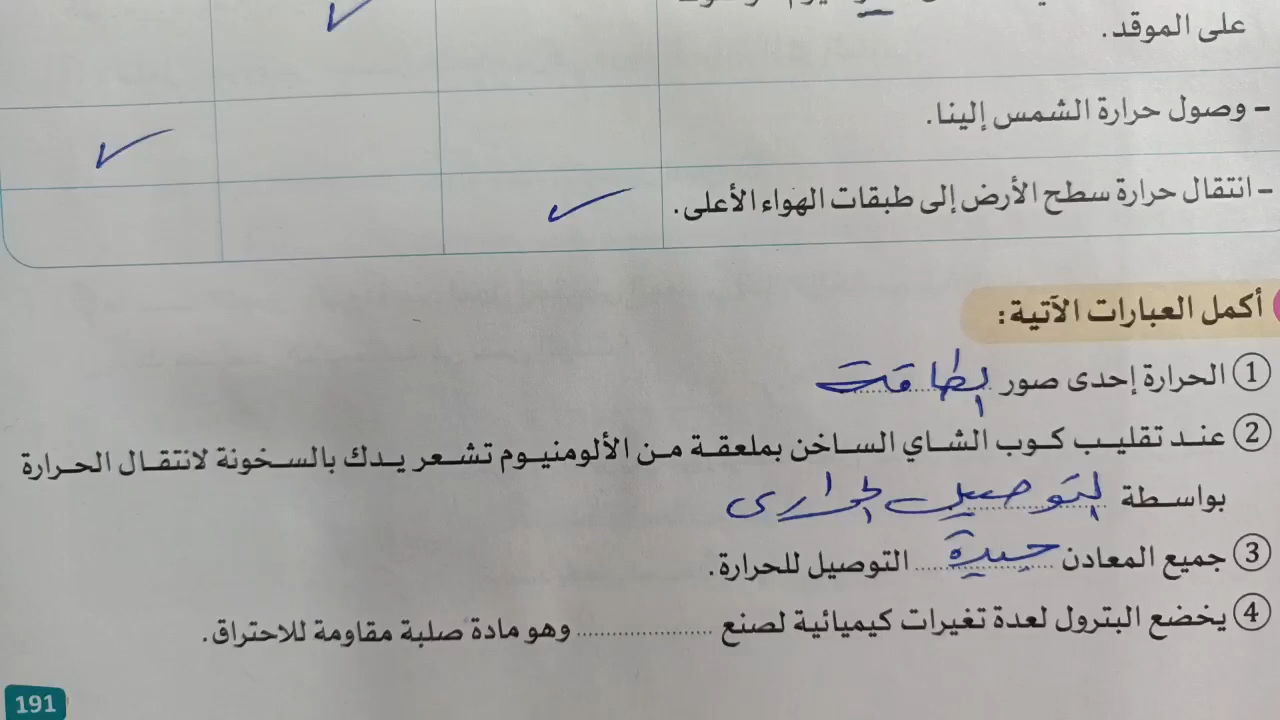 على الموقد.
– وصول حرارة الشمس إلينا.
– انتقال حرارة سطح الأرض إلى طبقات الهواء الأعلى.
أكمل العبارات الآتية:
① الحرارة إحدى صور الطاقة
② عند تقليب كوب الشاي الساخن بملعقة من الألومنيوم تشعر يدك بالسخونة لانتقال الحرارة
بواسطة التوصيل الحرارى
③ جميع المعادن جيدة التوصيل للحرارة.
④ يخضع البترول لعدة تغيرات كيميائية لصنع ...................... وهو مادة صلبة مقاومة للاحتراق.
191